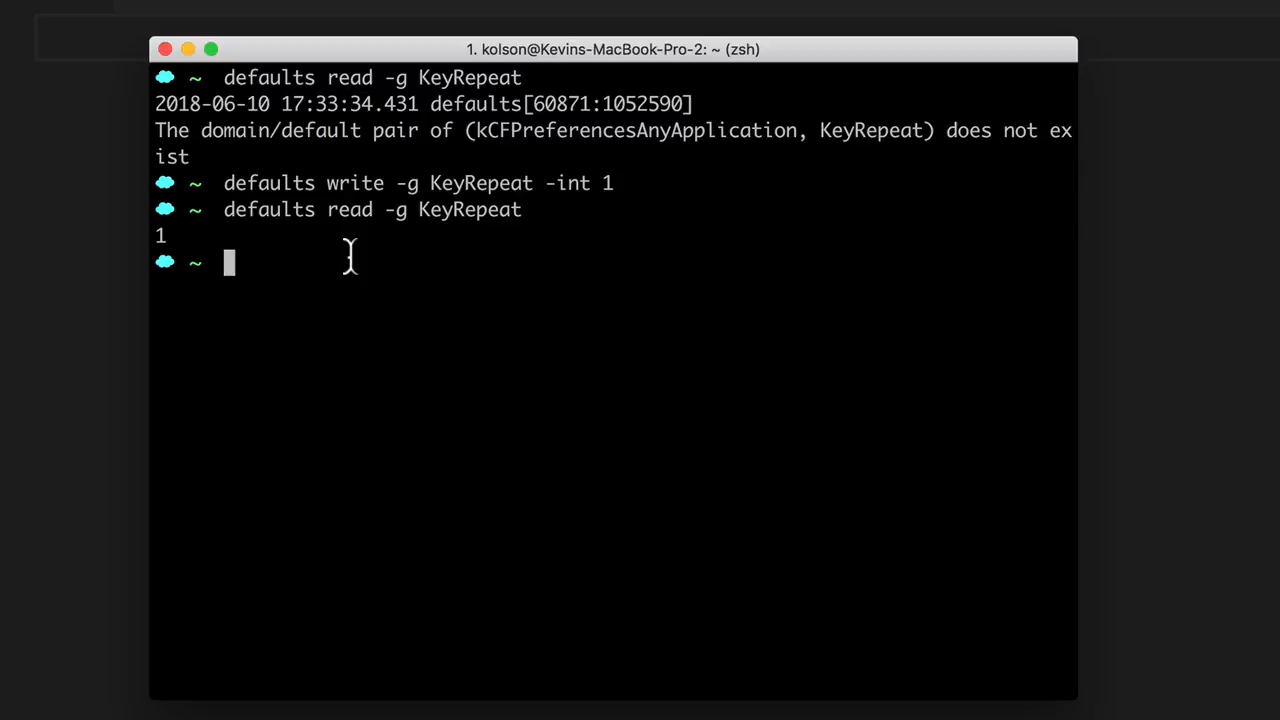 1. kolson@Kevins-MacBook-Pro-2: ~ (zsh)
~ defaults read -g KeyRepeat
2018-06-10 17:33:34.431 defaults[60871:1052590]
The domain/default pair of (kCFPreferencesAnyApplication, KeyRepeat) does not ex
ist
~ defaults write -g KeyRepeat -int 1
~ defaults read -g KeyRepeat
1
~